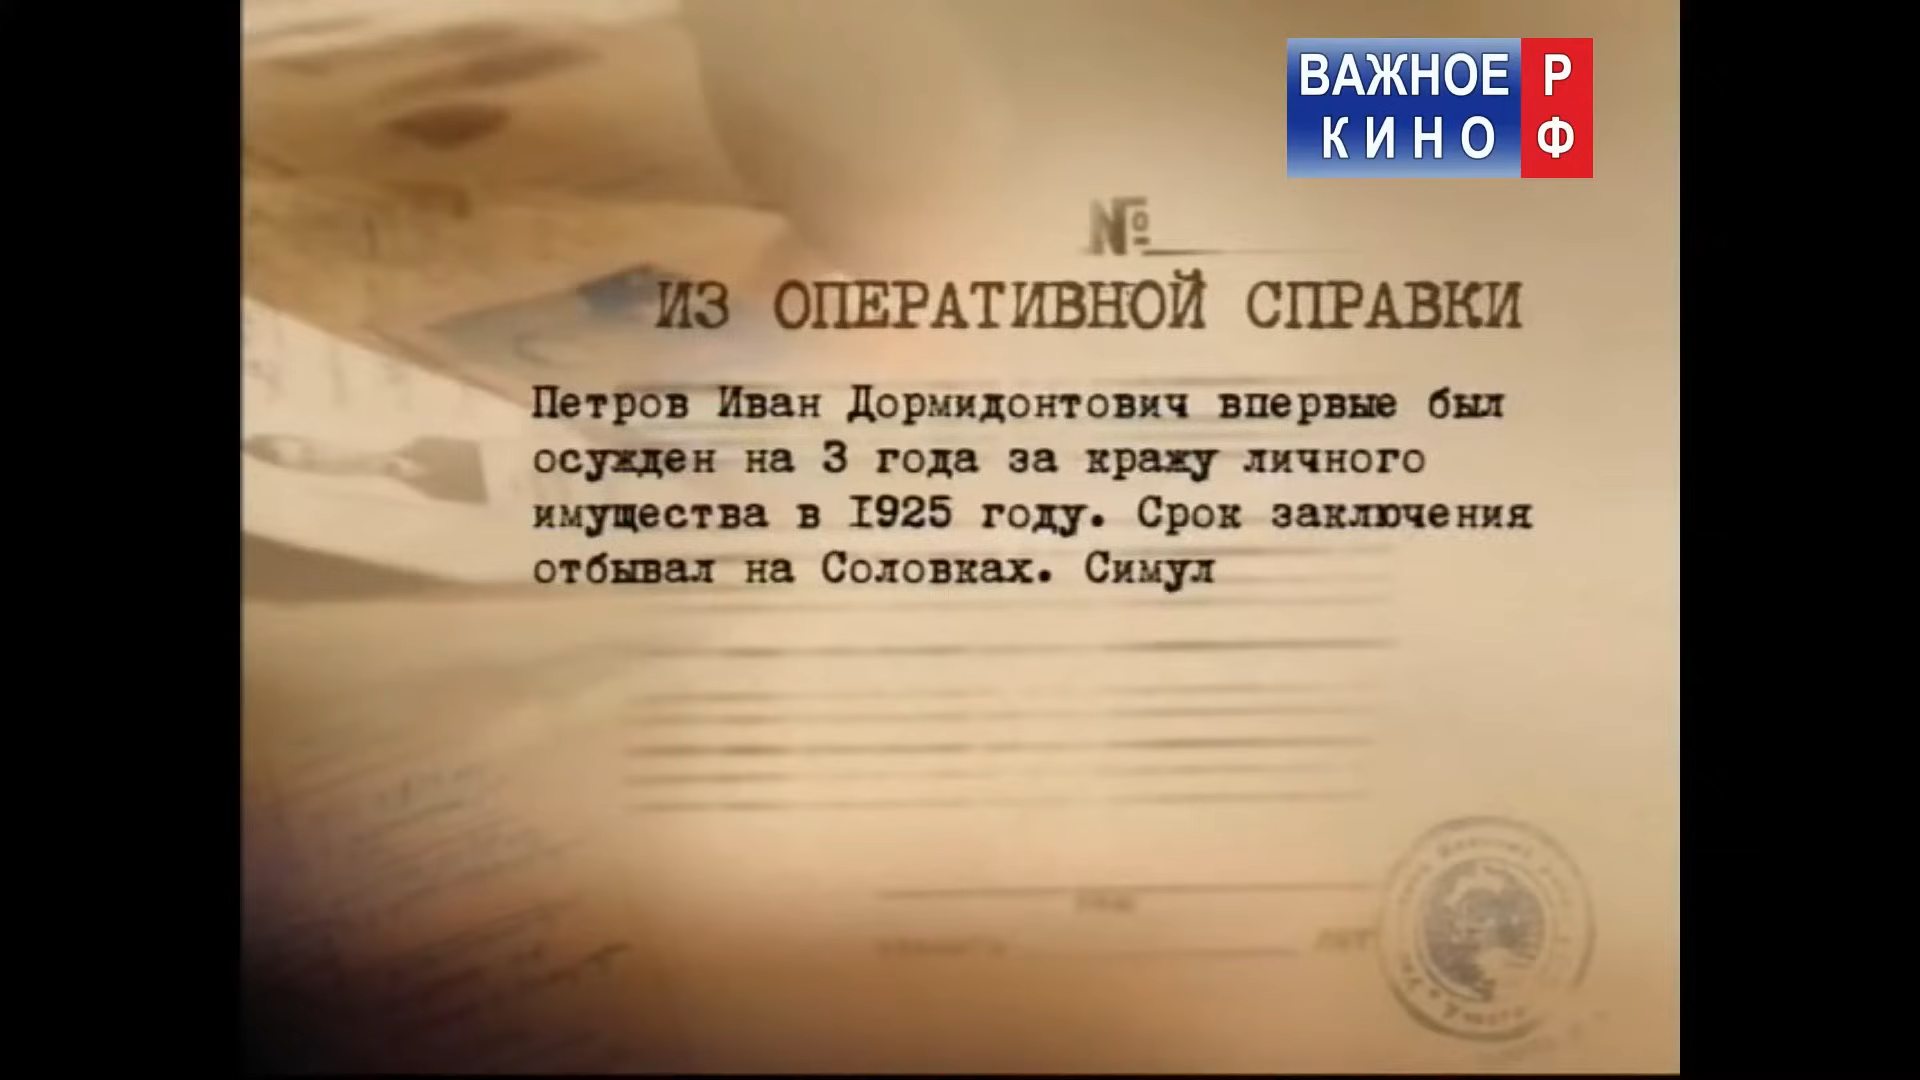 ВАЖНОЕ РФ
КИНО
№
ИЗ ОПЕРАТИВНОЙ СПРАВКИ
Петров Иван Дормидонтович впервые был
осужден на 3 года за кражу личного
имущества в 1925 году. Срок заключения
отбывал на Соловках. Симул